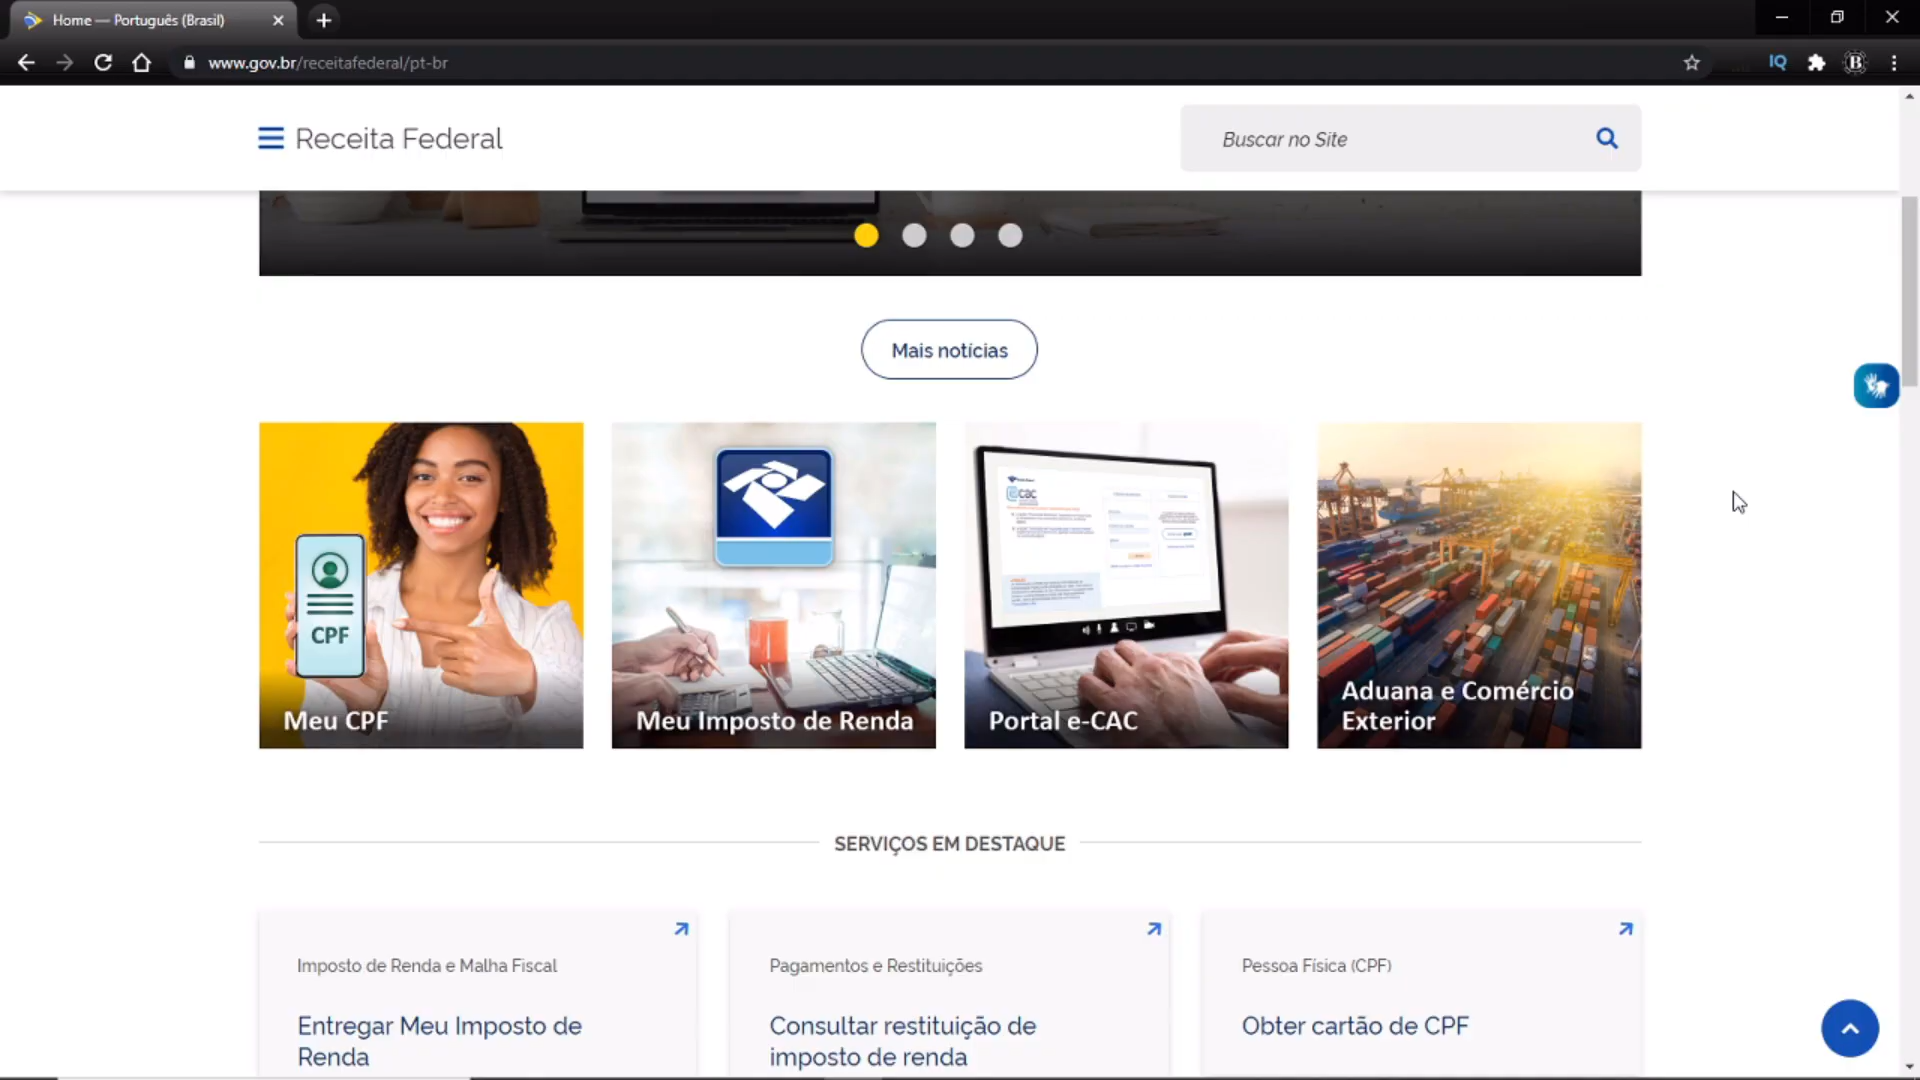 Home — Português (Brasil)
www.gov.br/receitafederal/pt-br
IQ
B
Receita Federal
Buscar no Site
Mais notícias
CPF
Meu CPF
Meu Imposto de Renda
ecac
Portal e-CAC
Aduana e Comércio
Exterior
SERVIÇOS EM DESTAQUE
Imposto de Renda e Malha Fiscal
Entregar Meu Imposto de
Renda
Pagamentos e Restituições
Consultar restituição de
imposto de renda
Pessoa Física (CPF)
Obter cartão de CPF